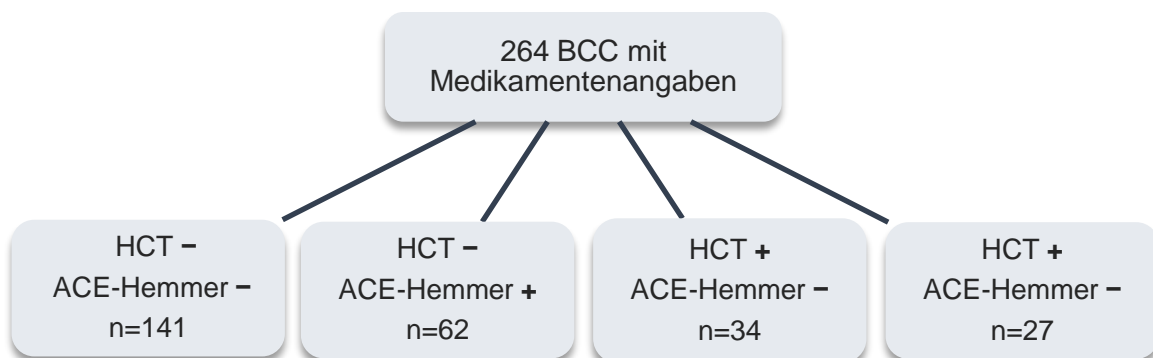 264 BCC mit
Medikamentenangaben
HCT −
ACE-Hemmer −
n=141
HCT −
ACE-Hemmer +
n=62
HCT +
ACE-Hemmer −
n=34
HCT +
ACE-Hemmer −
n=27